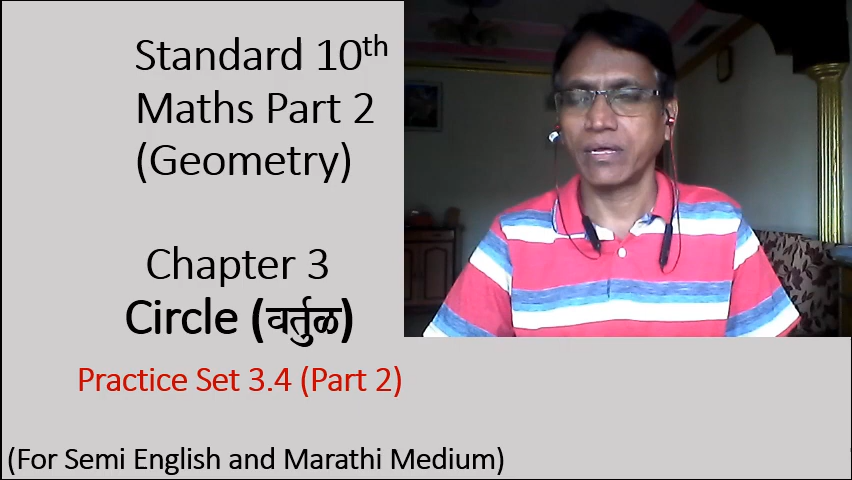 Standard 10th
Maths Part 2
(Geometry)
Chapter 3
Circle (वर्तुळ)
Practice Set 3.4 (Part 2)
(For Semi English and Marathi Medium)